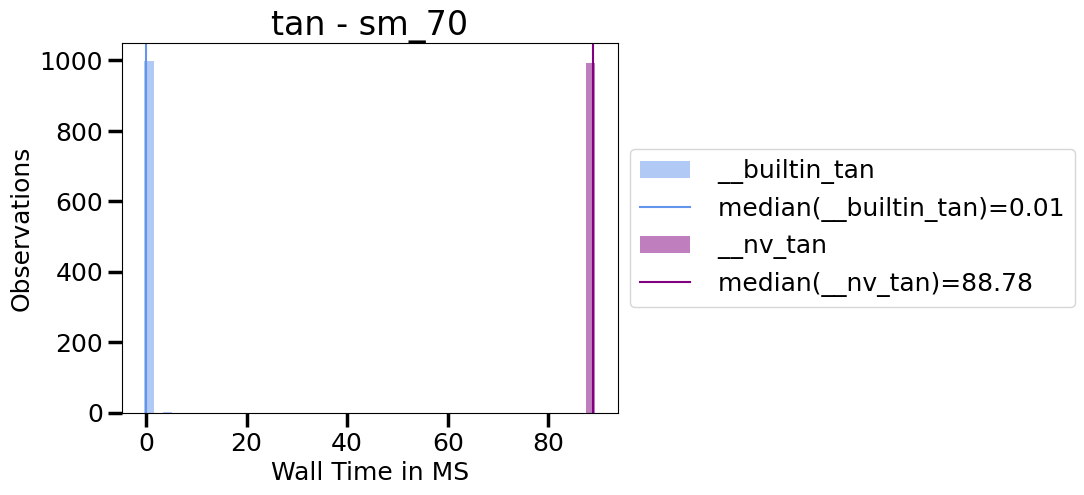 tan - sm_70
1000
800
600
400
200
0
Observations
0 20 40 60 80
Wall Time in MS
__builtin_tan
median(__builtin_tan)=0.01
__nv_tan
median(__nv_tan)=88.78